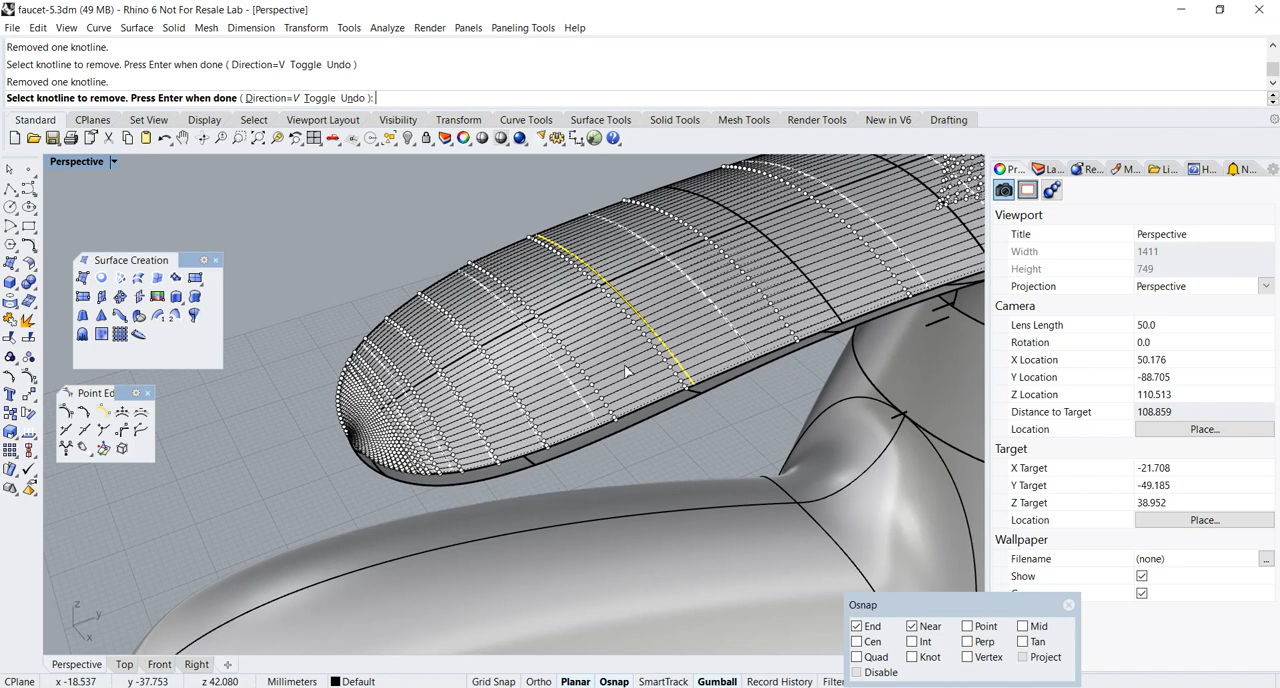 faucet-5.3dm (49 MB) - Rhino 6 Not For Resale Lab - [Perspective]
File Edit View Curve Surface Solid Mesh Dimension Transform Tools Analyze Render Panels Paneling Tools Help
Removed one knotline.
Select knotline to remove. Press Enter when done ( Direction=V Toggle Undo )
Removed one knotline.
Select knotline to remove. Press Enter when done ( Direction=V Toggle Undo ):
Standard CPlanes Set View Display Select Viewport Layout Visibility Transform Curve Tools Surface Tools Solid Tools Mesh Tools Render Tools New in V6 Drafting
Perspective
Pr... La... Re... M... Li... H... N...
Viewport
Title Perspective
Width 1411
Height 749
Projection Perspective
Camera
Lens Length 50.0
Rotation 0.0
X Location 50.176
Y Location -88.705
Z Location 110.513
Distance to Target 108.859
Location Place...
Target
X Target -21.708
Y Target -49.185
Z Target 38.952
Location Place...
Wallpaper
Filename (none) ...
Show
Surface Creation
Point Ed
Osnap
End Near Point Mid
Cen Int Perp Tan
Quad Knot Vertex Project
Disable
z
y
x
Perspective Top Front Right
CPlane x -18.537 y -37.753 z 42.080 Millimeters Default Grid Snap Ortho Planar Osnap SmartTrack Gumball Record History Filter